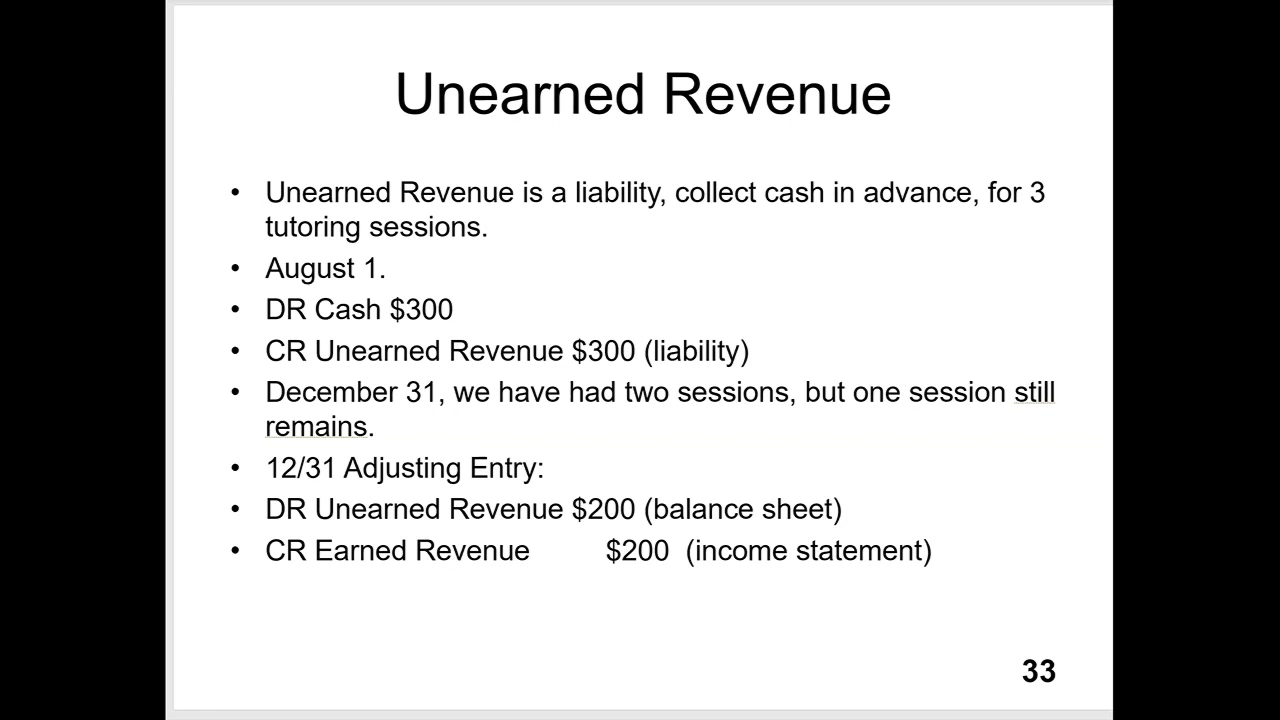 Unearned Revenue
• Unearned Revenue is a liability, collect cash in advance, for 3
tutoring sessions.
• August 1.
• DR Cash $300
• CR Unearned Revenue $300 (liability)
• December 31, we have had two sessions, but one session still
remains.
• 12/31 Adjusting Entry:
• DR Unearned Revenue $200 (balance sheet)
• CR Earned Revenue $200 (income statement)
33